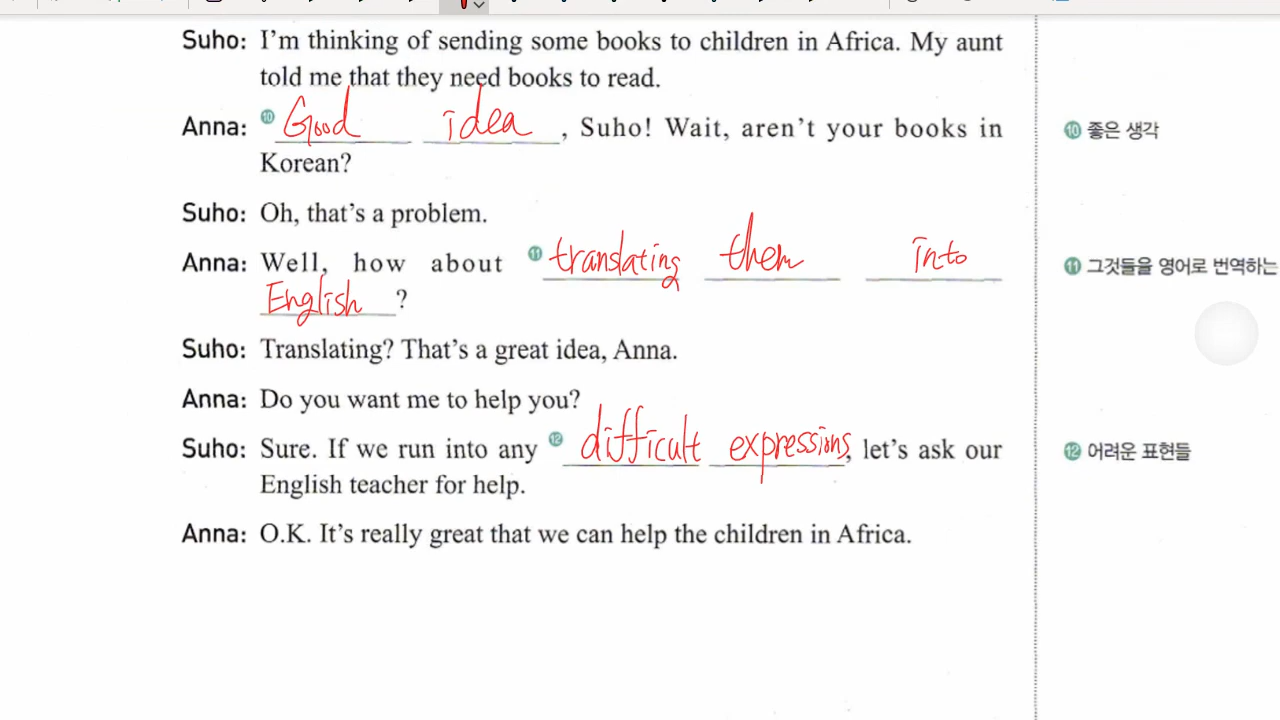 Suho: I'm thinking of sending some books to children in Africa. My aunt
told me that they need books to read.
Anna: ⑩ Good idea, Suho! Wait, aren't your books in
⑩ 좋은 생각
Korean?
Suho: Oh, that's a problem.
Anna: Well, how about ⑪ translating them into
⑪ 그것들을 영어로 번역하는
English?
Suho: Translating? That's a great idea, Anna.
Anna: Do you want me to help you?
Suho: Sure. If we run into any ⑫ difficult expressions, let's ask our
⑫ 어려운 표현들
English teacher for help.
Anna: O.K. It's really great that we can help the children in Africa.